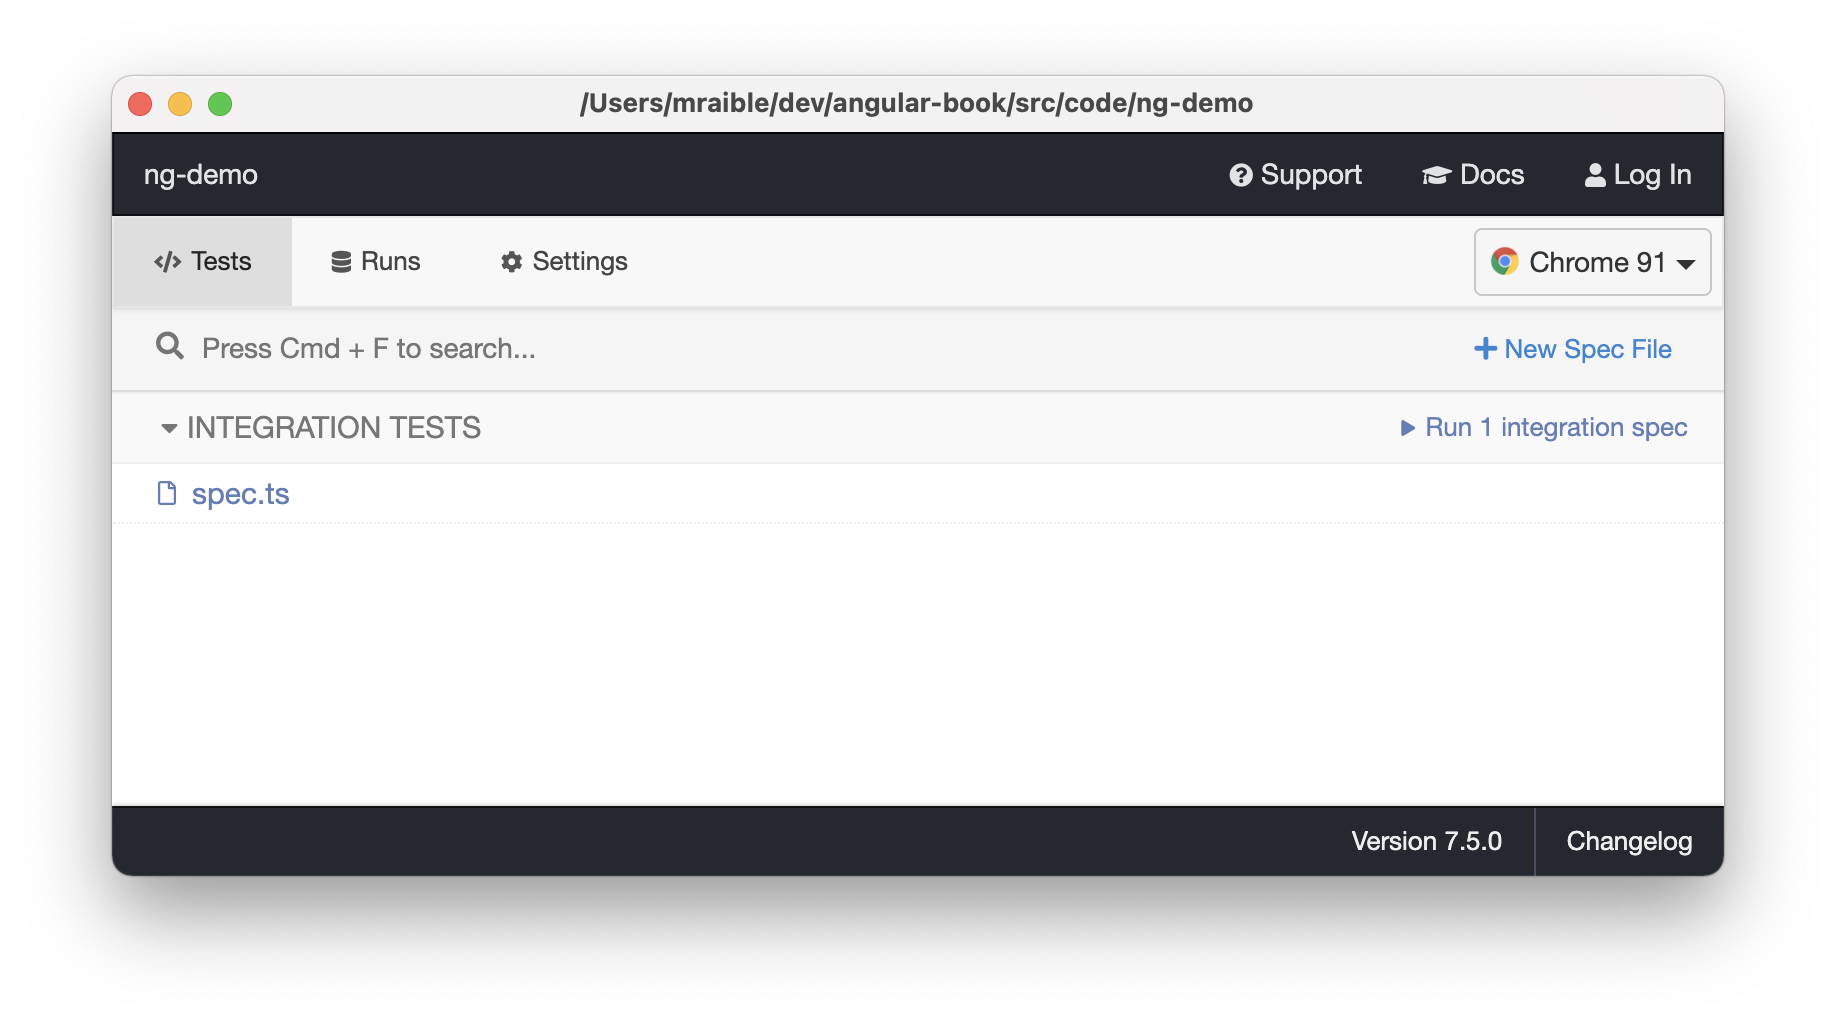 /Users/mraible/dev/angular-book/src/code/ng-demo
ng-demo Support Docs Log In
Tests Runs Settings Chrome 91
Press Cmd + F to search... New Spec File
INTEGRATION TESTS Run 1 integration spec
spec.ts
Version 7.5.0 Changelog